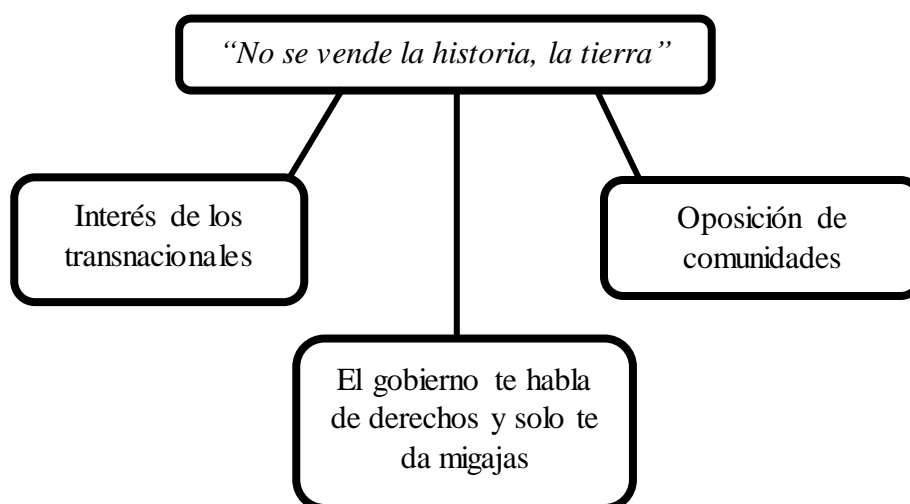 “No se vende la historia, la tierra”
Interés de los
transnacionales
Oposición de
comunidades
El gobierno te habla
de derechos y solo te
da migajas